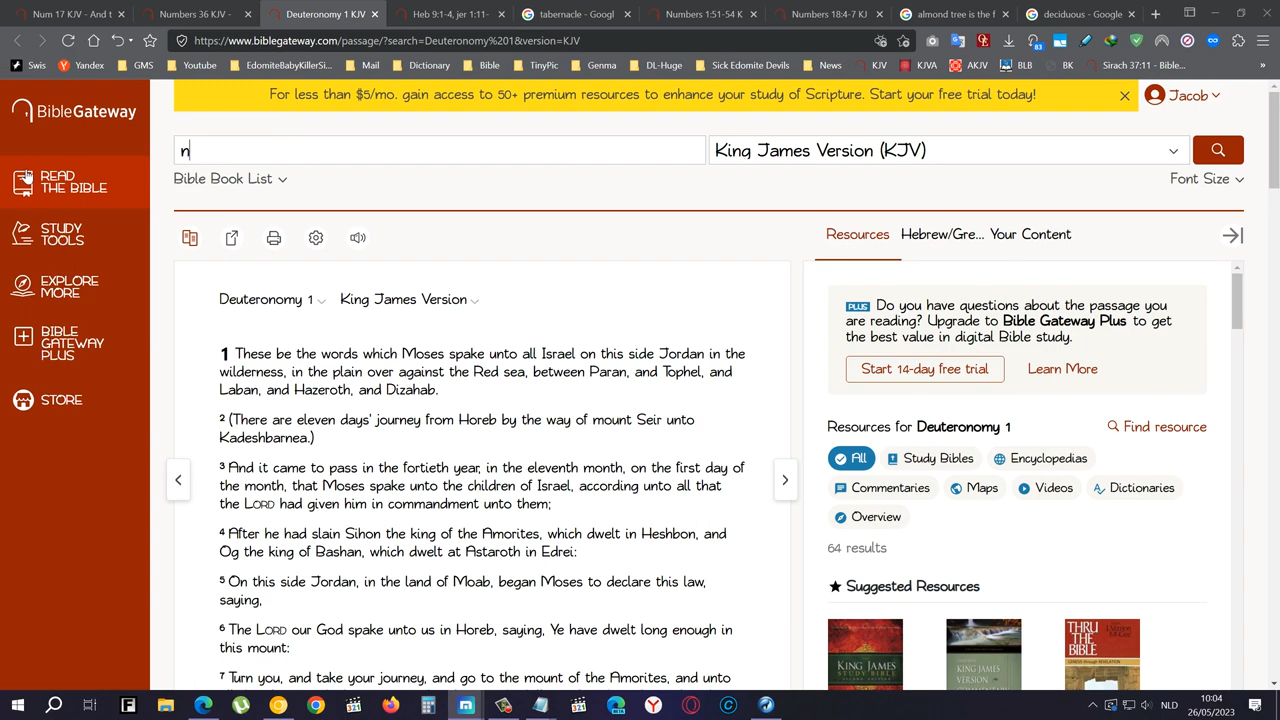 Num 17 KJV - And t
Numbers 36 KJV -
Deuteronomy 1 KJV
Heb 9:1-4, jer 1:11-
tabernacle - Googl
Numbers 1:51-54 K
Numbers 18:4-7 KJ
almond tree is the f
deciduous - Google
https://www.biblegateway.com/passage/?search=Deuteronomy%201&version=KJV
83
Swis
Yandex
GMS
Youtube
EdomiteBabyKillerSi...
Mail
Dictionary
Bible
TinyPic
Genma
DL-Huge
Sick Edomite Devils
News
KJV
KJVA
AKJV
BLB
BK
Sirach 37:11 - Bible...
BibleGateway
For less than $5/mo. gain access to 50+ premium resources to enhance your study of Scripture. Start your free trial today!
Jacob
n
King James Version (KJV)
Bible Book List
Font Size
READ
THE BIBLE
STUDY
TOOLS
EXPLORE
MORE
BIBLE
GATEWAY
PLUS
STORE
Resources
Hebrew/Gre...
Your Content
Deuteronomy 1
King James Version
1 These be the words which Moses spake unto all Israel on this side Jordan in the
wilderness, in the plain over against the Red sea, between Paran, and Tophel, and
Laban, and Hazeroth, and Dizahab.
2 (There are eleven days' journey from Horeb by the way of mount Seir unto
Kadeshbarnea.)
3 And it came to pass in the fortieth year, in the eleventh month, on the first day of
the month, that Moses spake unto the children of Israel, according unto all that
the LORD had given him in commandment unto them;
4 After he had slain Sihon the king of the Amorites, which dwelt in Heshbon, and
Og the king of Bashan, which dwelt at Astaroth in Edrei:
5 On this side Jordan, in the land of Moab, began Moses to declare this law,
saying,
6 The LORD our God spake unto us in Horeb, saying, Ye have dwelt long enough in
this mount:
7 Turn you, and take your journey, and go to the mount of the Amorites, and unto
PLUS Do you have questions about the passage you
are reading? Upgrade to Bible Gateway Plus to get
the best value in digital Bible study.
Start 14-day free trial
Learn More
Resources for Deuteronomy 1
Find resource
All
Study Bibles
Encyclopedias
Commentaries
Maps
Videos
Dictionaries
Overview
64 results
Suggested Resources
KING JAMES
STUDY BIBLE
KING JAMES
VERSION
COMMENTARY
THRU
THE
BIBLE
GENESIS through REVELATION
NLD
10:04
26/05/2023